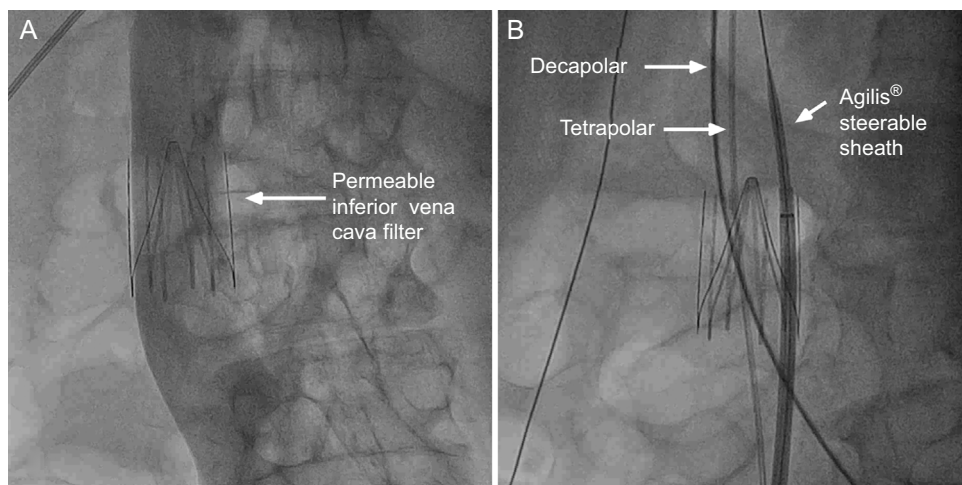 A
Permeable
inferior vena
cava filter
B
Decapolar
Tetrapolar
Agilis®
steerable
sheath